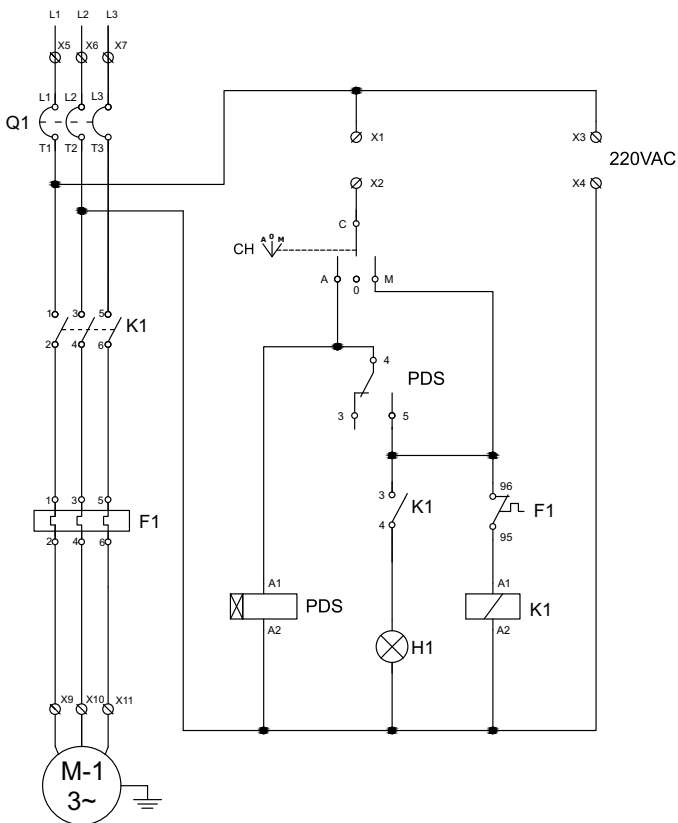 L1 L2 L3
X5 X6 X7
L1 L2 L3
Q1
T1 T2 T3
X1 X3
220VAC
X2 X4
C
CH A 0 M
A 0 M
1 3 5
K1
2 4 6
4
PDS
3 5
1 3 5
F1
2 4 6
3 96
K1 F1
4 95
A1 A1
PDS K1
A2 A2
H1
X9 X10 X11
M-1
3~